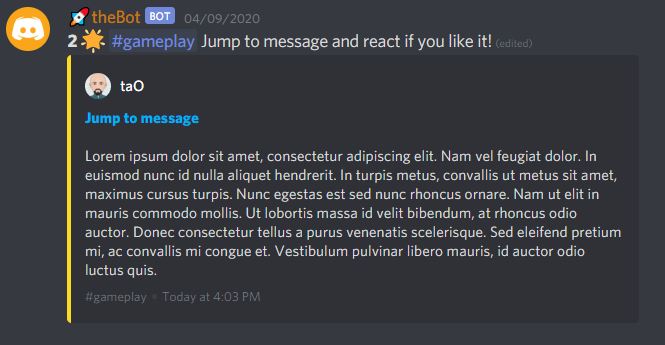 theBot BOT 04/09/2020
2 🌟 #gameplay Jump to message and react if you like it! (edited)
taO
Jump to message
Lorem ipsum dolor sit amet, consectetur adipiscing elit. Nam vel feugiat dolor. In
euismod nunc id nulla aliquet hendrerit. In turpis metus, convallis ut metus sit amet,
maximus cursus turpis. Nunc egestas est sed nunc rhoncus ornare. Nam ut elit in
mauris commodo mollis. Ut lobortis massa id velit bibendum, at rhoncus odio
auctor. Donec consectetur tellus a purus venenatis scelerisque. Sed eleifend pretium
mi, ac convallis mi congue et. Vestibulum pulvinar libero mauris, id auctor odio
luctus quis.
#gameplay • Today at 4:03 PM